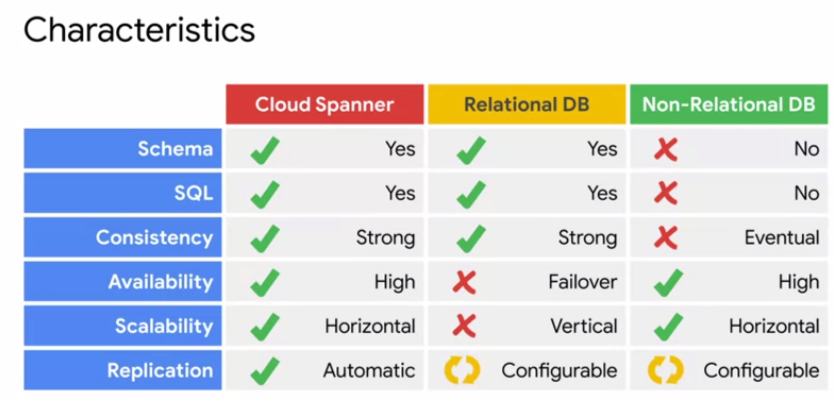 Characteristics
Cloud Spanner Relational DB Non-Relational DB
Schema Yes Yes No
SQL Yes Yes No
Consistency Strong Strong Eventual
Availability High Failover High
Scalability Horizontal Vertical Horizontal
Replication Automatic Configurable Configurable